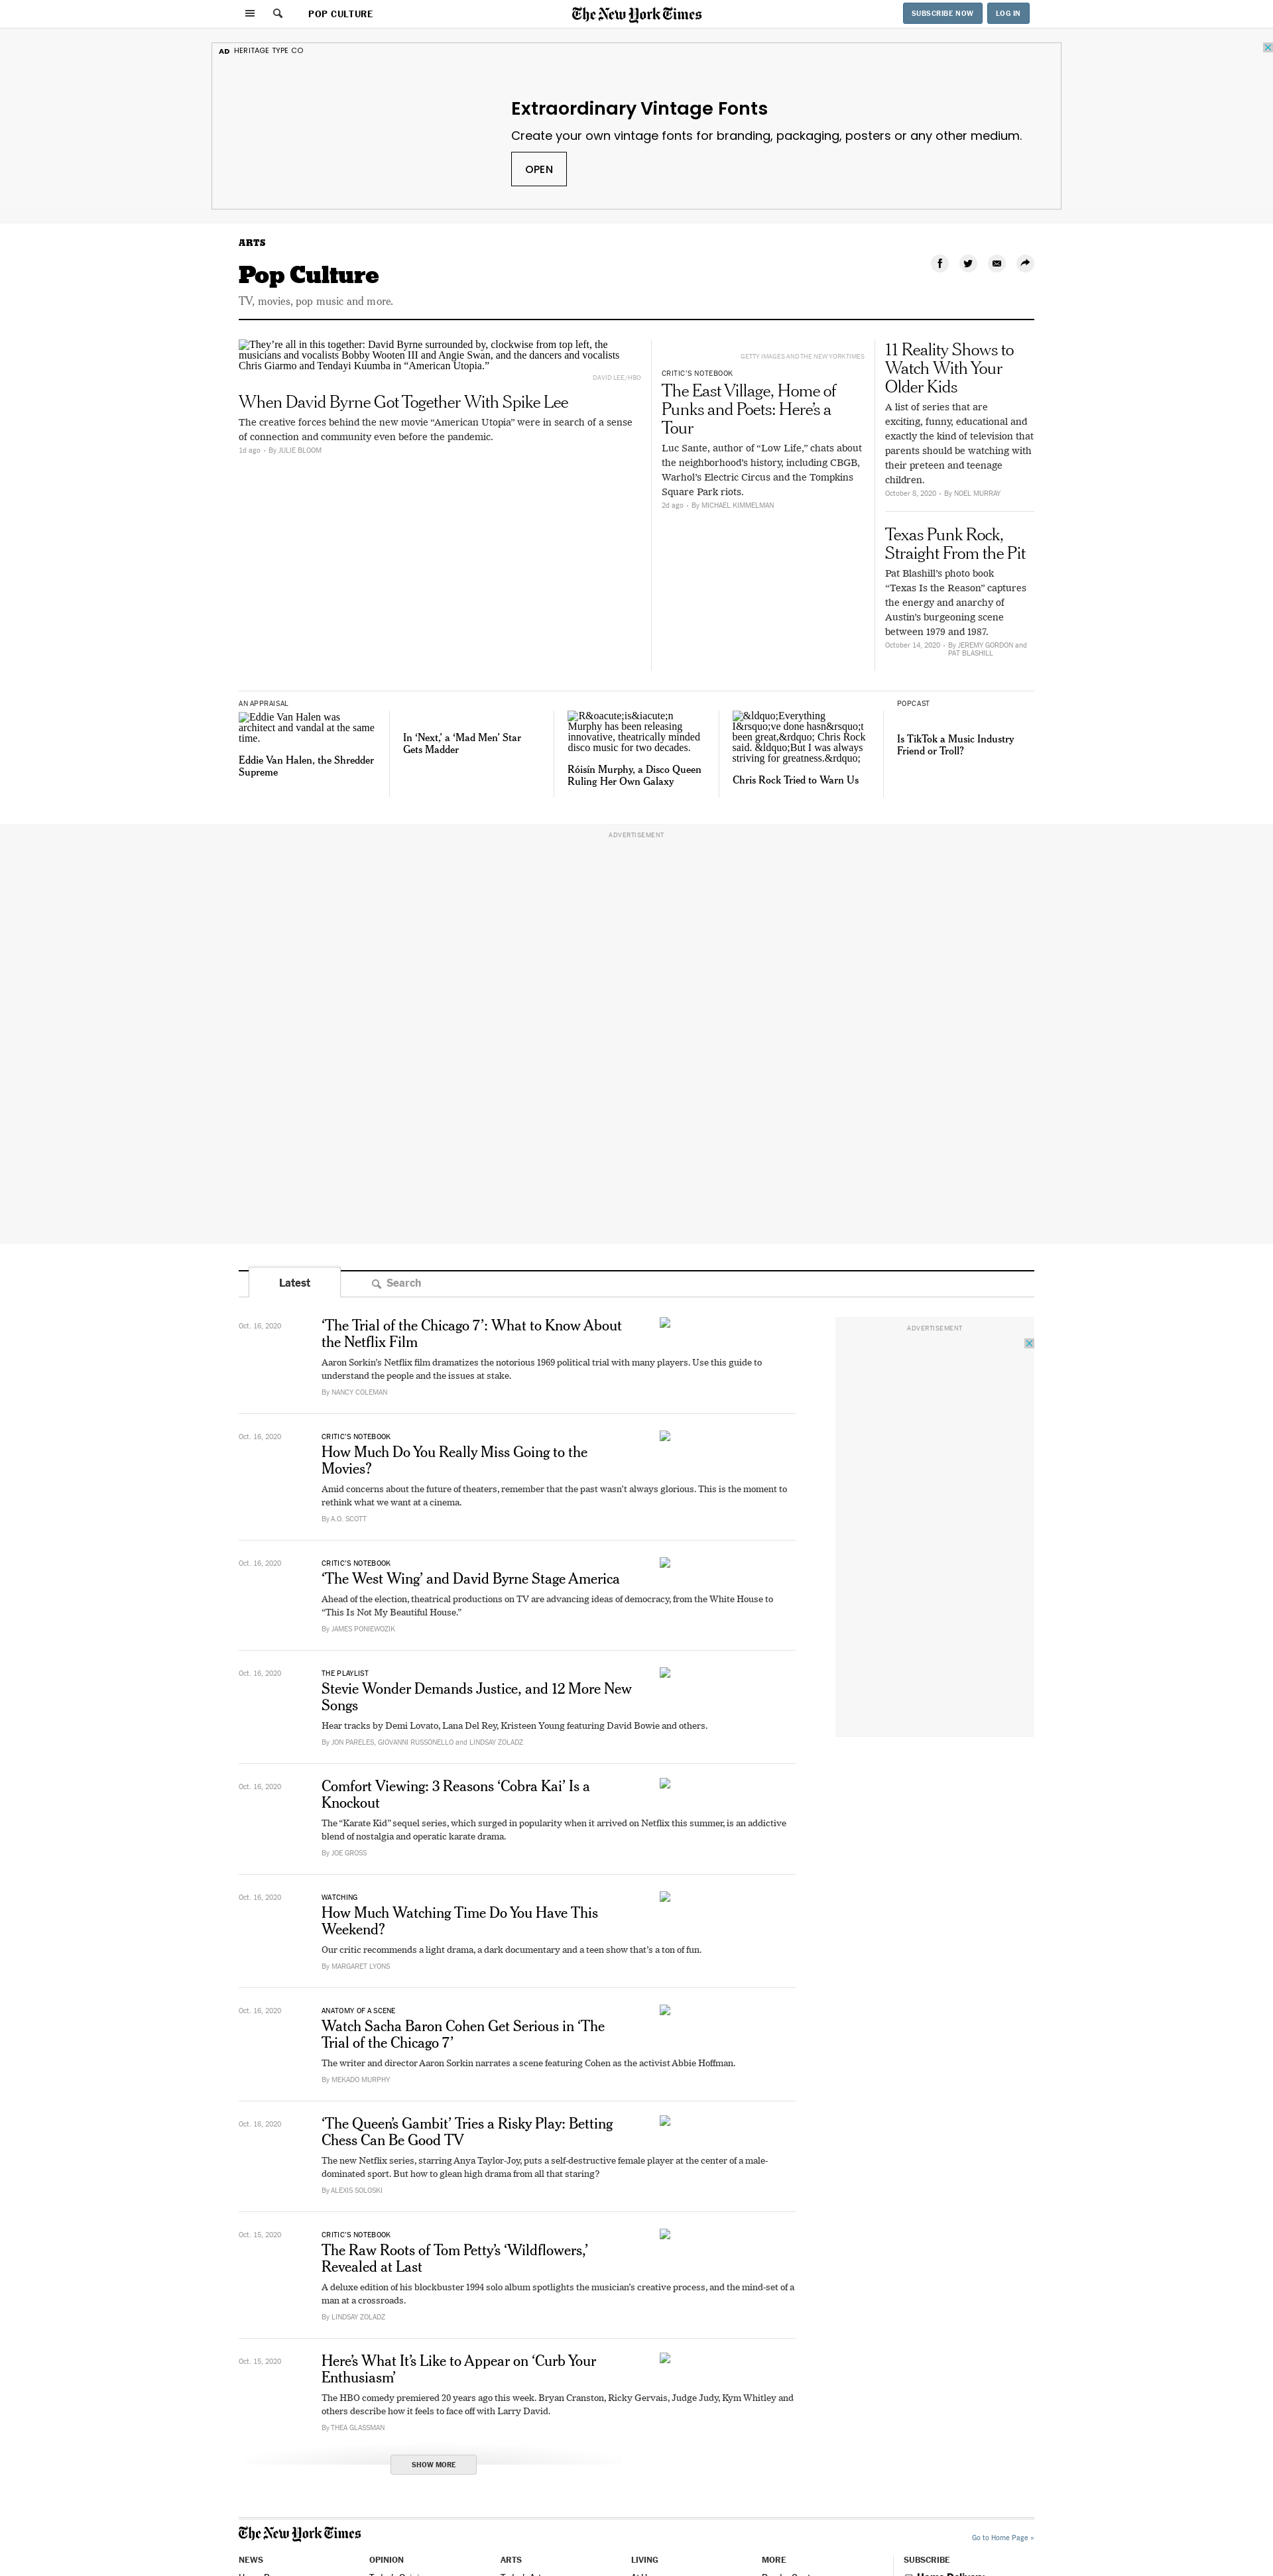 POP CULTURE
The New York Times
SUBSCRIBE NOW
LOG IN
AD HERITAGE TYPE CO
Extraordinary Vintage Fonts
Create your own vintage fonts for branding, packaging, posters or any other medium.
OPEN
ARTS
Pop Culture
TV, movies, pop music and more.
They’re all in this together: David Byrne surrounded by, clockwise from top left, the
musicians and vocalists Bobby Wooten III and Angie Swan, and the dancers and vocalists
Chris Giarmo and Tendayi Kuumba in “American Utopia.”
DAVID LEE/HBO
When David Byrne Got Together With Spike Lee
The creative forces behind the new movie “American Utopia” were in search of a sense
of connection and community even before the pandemic.
1d ago · By JULIE BLOOM
GETTY IMAGES AND THE NEW YORK TIMES
CRITIC’S NOTEBOOK
The East Village, Home of
Punks and Poets: Here’s a
Tour
Luc Sante, author of “Low Life,” chats about
the neighborhood’s history, including CBGB,
Warhol’s Electric Circus and the Tompkins
Square Park riots.
2d ago · By MICHAEL KIMMELMAN
11 Reality Shows to
Watch With Your
Older Kids
A list of series that are
exciting, funny, educational and
exactly the kind of television that
parents should be watching with
their preteen and teenage
children.
October 8, 2020 · By NOEL MURRAY
Texas Punk Rock,
Straight From the Pit
Pat Blashill’s photo book
“Texas Is the Reason” captures
the energy and anarchy of
Austin’s burgeoning scene
between 1979 and 1987.
October 14, 2020 · By JEREMY GORDON and
PAT BLASHILL
AN APPRAISAL
Eddie Van Halen was
architect and vandal at the same
time.
Eddie Van Halen, the Shredder
Supreme
In ‘Next,’ a ‘Mad Men’ Star
Gets Madder
R&oacute;is&iacute;n
Murphy has been releasing
innovative, theatrically minded
disco music for two decades.
Róisín Murphy, a Disco Queen
Ruling Her Own Galaxy
&ldquo;Everything
I&rsquo;ve done hasn&rsquo;t
been great,&rdquo; Chris Rock
said. &ldquo;But I was always
striving for greatness.&rdquo;
Chris Rock Tried to Warn Us
POPCAST
Is TikTok a Music Industry
Friend or Troll?
ADVERTISEMENT
Latest
Search
ADVERTISEMENT
Oct. 16, 2020
‘The Trial of the Chicago 7’: What to Know About
the Netflix Film
Aaron Sorkin’s Netflix film dramatizes the notorious 1969 political trial with many players. Use this guide to
understand the people and the issues at stake.
By NANCY COLEMAN
Oct. 16, 2020
CRITIC’S NOTEBOOK
How Much Do You Really Miss Going to the
Movies?
Amid concerns about the future of theaters, remember that the past wasn’t always glorious. This is the moment to
rethink what we want at a cinema.
By A.O. SCOTT
Oct. 16, 2020
CRITIC’S NOTEBOOK
‘The West Wing’ and David Byrne Stage America
Ahead of the election, theatrical productions on TV are advancing ideas of democracy, from the White House to
“This Is Not My Beautiful House.”
By JAMES PONIEWOZIK
Oct. 16, 2020
THE PLAYLIST
Stevie Wonder Demands Justice, and 12 More New
Songs
Hear tracks by Demi Lovato, Lana Del Rey, Kristeen Young featuring David Bowie and others.
By JON PARELES, GIOVANNI RUSSONELLO and LINDSAY ZOLADZ
Oct. 16, 2020
Comfort Viewing: 3 Reasons ‘Cobra Kai’ Is a
Knockout
The “Karate Kid” sequel series, which surged in popularity when it arrived on Netflix this summer, is an addictive
blend of nostalgia and operatic karate drama.
By JOE GROSS
Oct. 16, 2020
WATCHING
How Much Watching Time Do You Have This
Weekend?
Our critic recommends a light drama, a dark documentary and a teen show that’s a ton of fun.
By MARGARET LYONS
Oct. 16, 2020
ANATOMY OF A SCENE
Watch Sacha Baron Cohen Get Serious in ‘The
Trial of the Chicago 7’
The writer and director Aaron Sorkin narrates a scene featuring Cohen as the activist Abbie Hoffman.
By MEKADO MURPHY
Oct. 16, 2020
‘The Queen’s Gambit’ Tries a Risky Play: Betting
Chess Can Be Good TV
The new Netflix series, starring Anya Taylor-Joy, puts a self-destructive female player at the center of a male-
dominated sport. But how to glean high drama from all that staring?
By ALEXIS SOLOSKI
Oct. 15, 2020
CRITIC’S NOTEBOOK
The Raw Roots of Tom Petty’s ‘Wildflowers,’
Revealed at Last
A deluxe edition of his blockbuster 1994 solo album spotlights the musician’s creative process, and the mind-set of a
man at a crossroads.
By LINDSAY ZOLADZ
Oct. 15, 2020
Here’s What It’s Like to Appear on ‘Curb Your
Enthusiasm’
The HBO comedy premiered 20 years ago this week. Bryan Cranston, Ricky Gervais, Judge Judy, Kym Whitley and
others describe how it feels to face off with Larry David.
By THEA GLASSMAN
SHOW MORE
The New York Times
Go to Home Page »
NEWS
OPINION
ARTS
LIVING
MORE
SUBSCRIBE